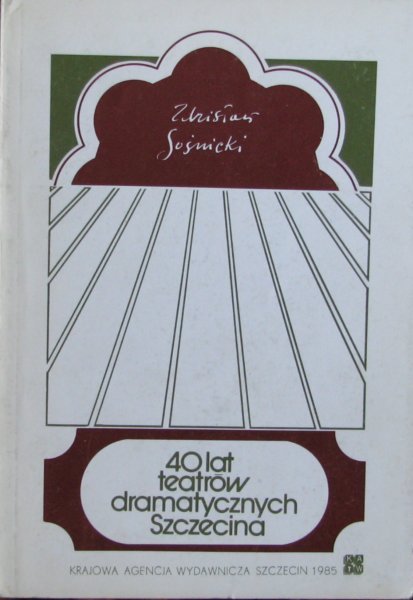 Zdzisław
Sośnicki
40 lat
teatrów
dramatycznych
Szczecina
KRAJOWA AGENCJA WYDAWNICZA SZCZECIN 1985